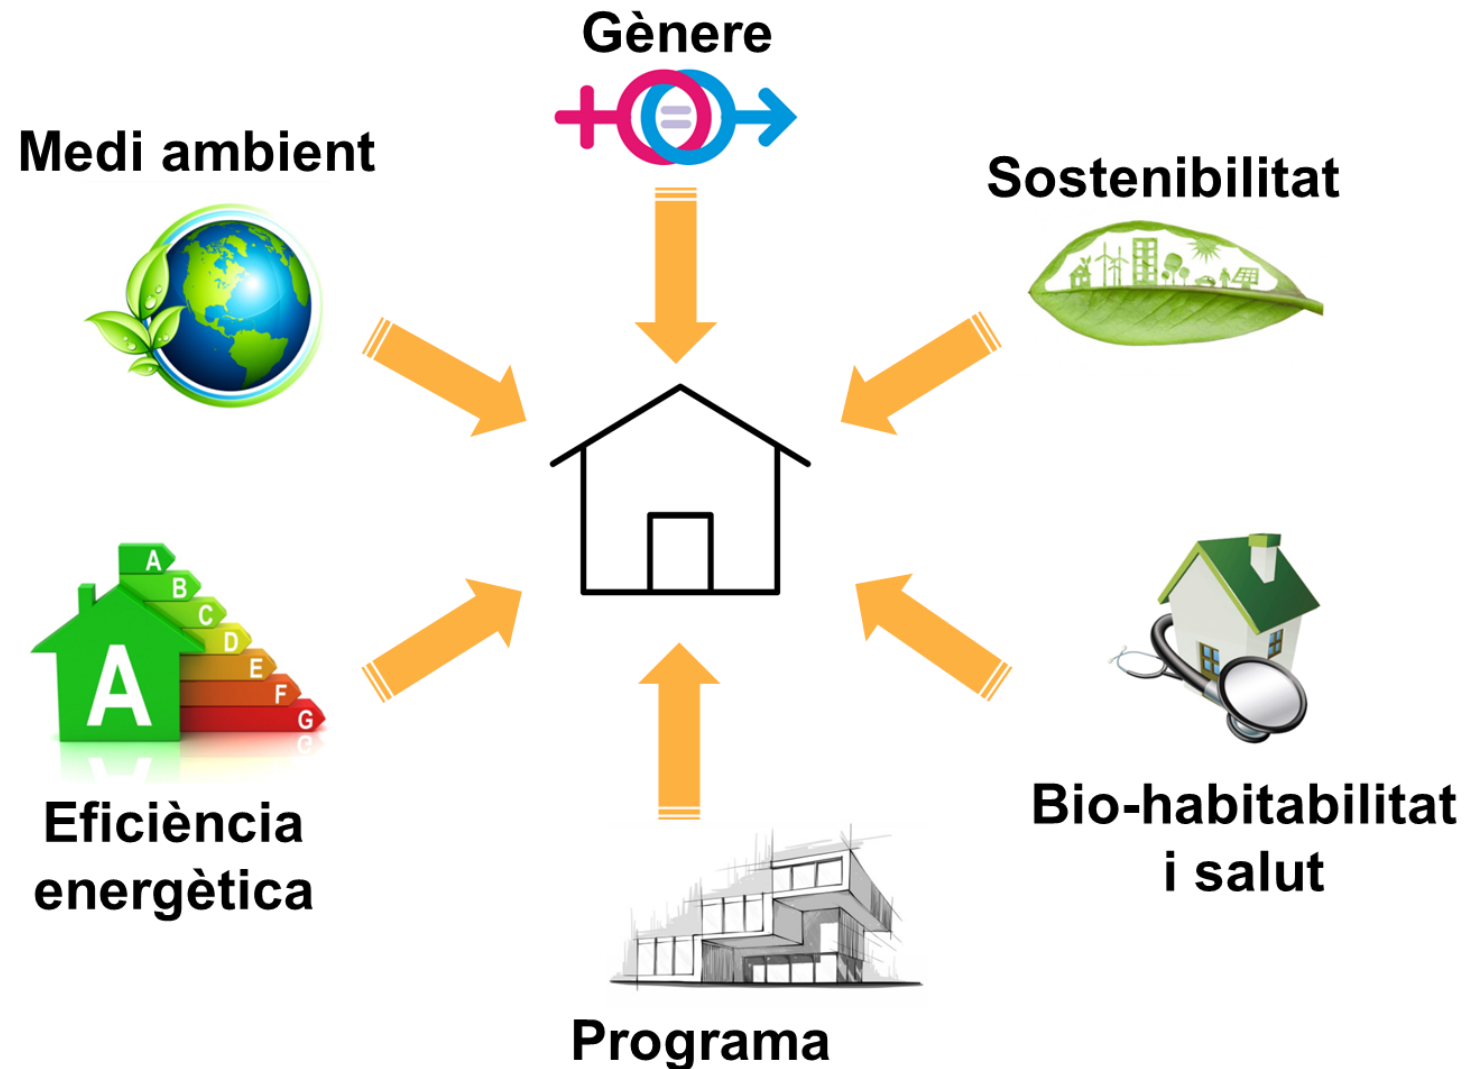 Gènere
Medi ambient
Sostenibilitat
A
B
C
D
E
F
G
A
Eficiència
energètica
Bio-habitabilitat
i salut
Programa